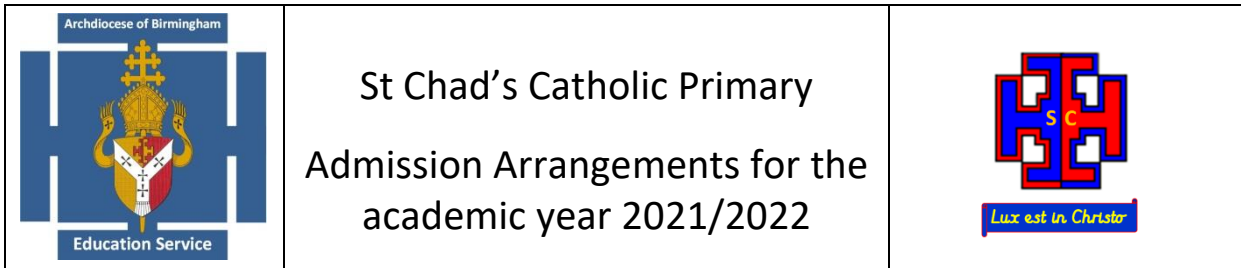 Archdiocese of Birmingham
Education Service
St Chad’s Catholic Primary
Admission Arrangements for the
academic year 2021/2022
S C
Lux est in Christo